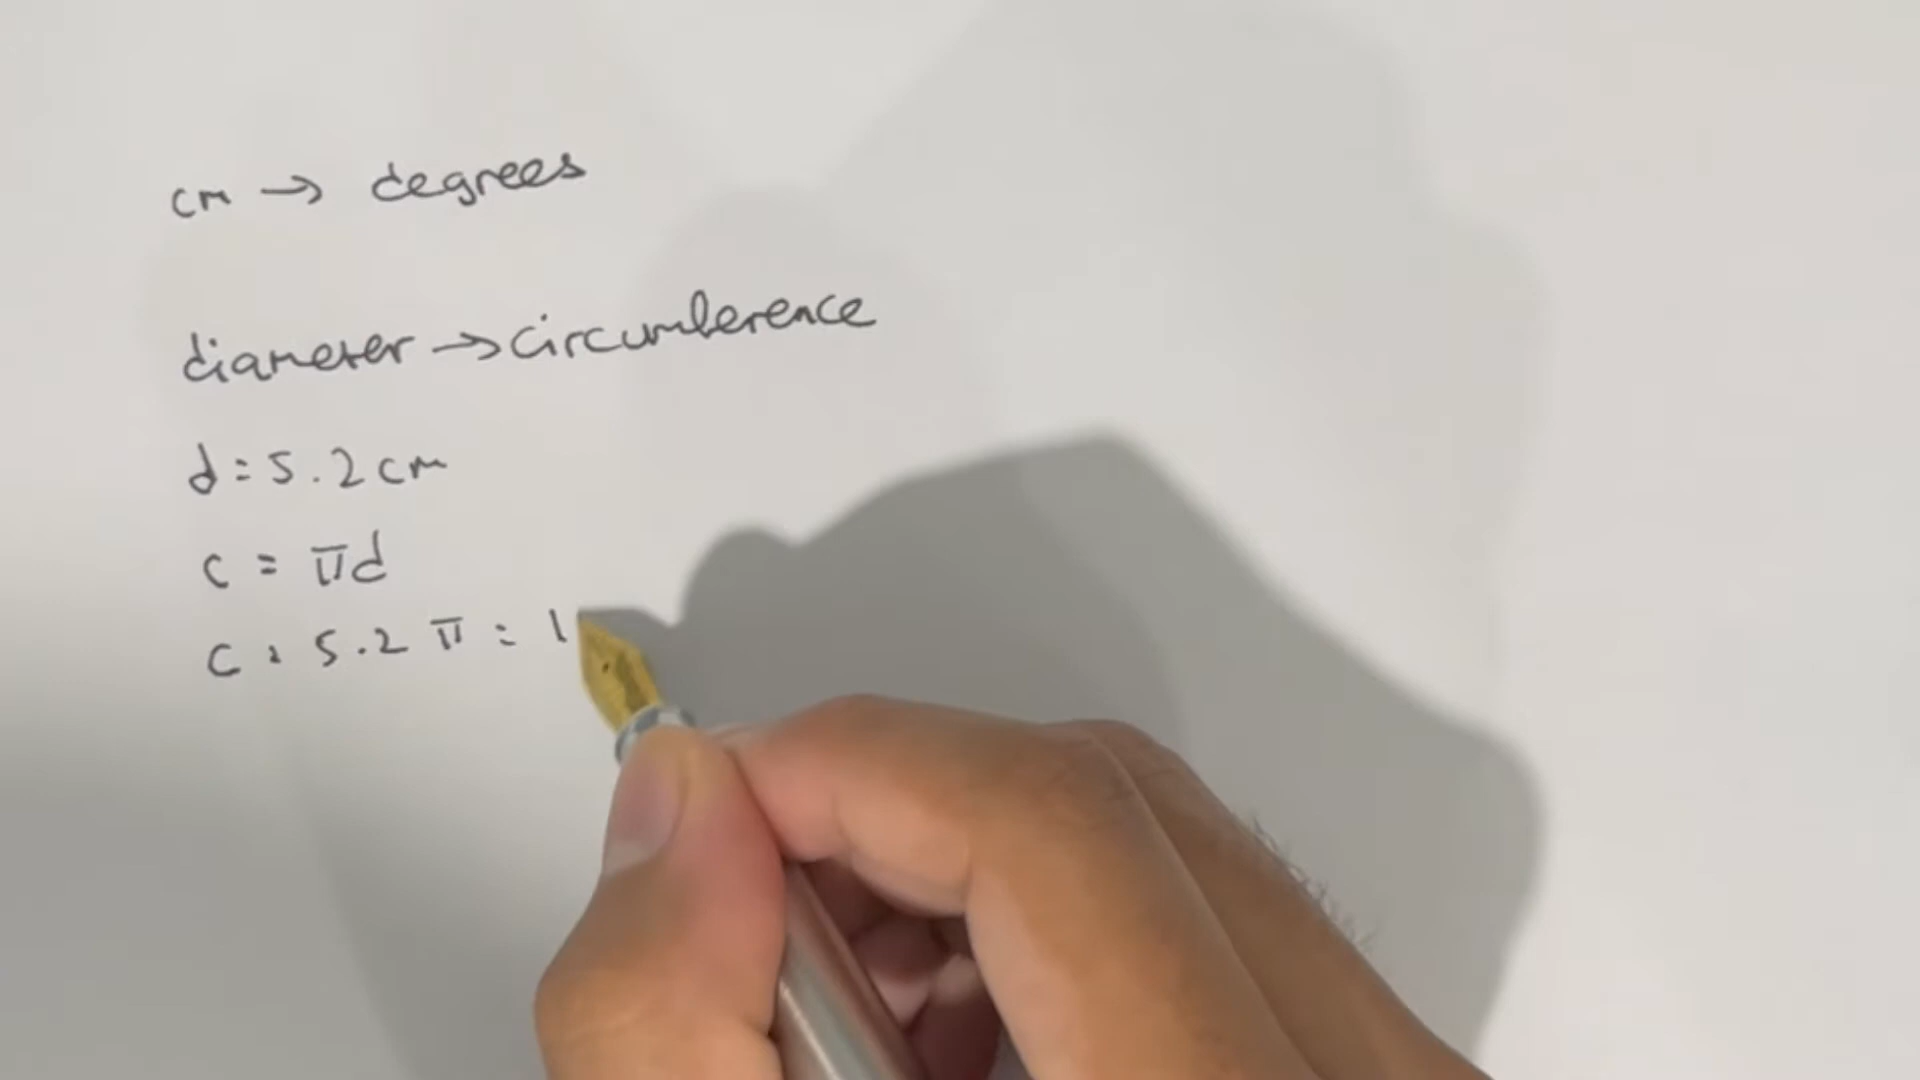 cm → degrees
diameter → circumference
d = 5.2 cm
c = πd
c = 5.2 π = 1